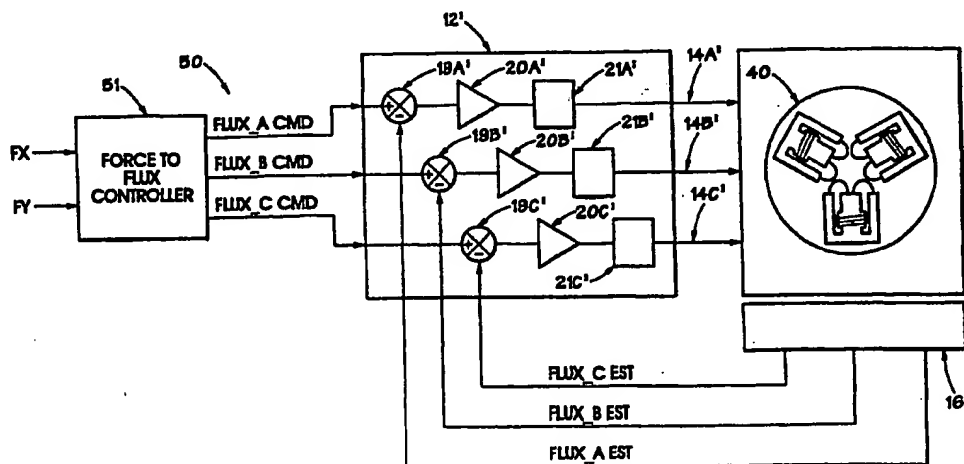 12'
50
51
19A'
20A'
21A'
14A'
40
FLUX_A CMD
FX
FORCE TO
FLUX
CONTROLLER
FLUX_B CMD
19B'
20B'
21B'
14B'
FY
FLUX_C CMD
19C'
20C'
14C'
21C'
+
-
+
-
+
-
FLUX_C EST
16
FLUX_B EST
FLUX_A EST